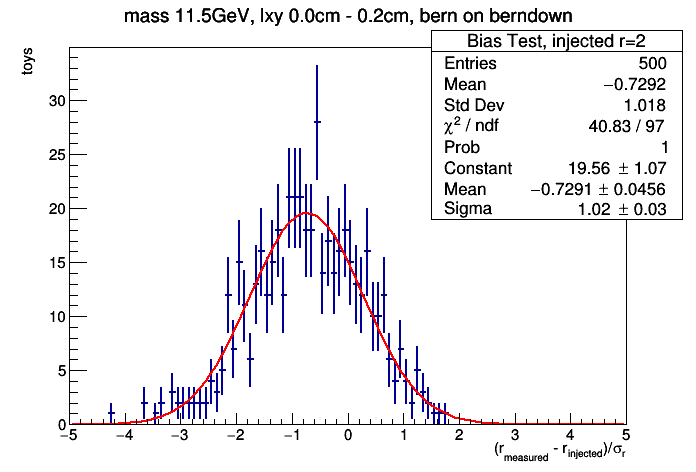 mass 11.5GeV, lxy 0.0cm - 0.2cm, bern on berndown
toys
Bias Test, injected r=2
Entries 500
Mean −0.7292
Std Dev 1.018
χ² / ndf 40.83 / 97
Prob 1
Constant 19.56 ± 1.07
Mean −0.7291 ± 0.0456
Sigma 1.02 ± 0.03
30
25
20
15
10
5
0
−5 −4 −3 −2 −1 0 1 2 3 4 5
(r_measured - r_injected)/σ_r